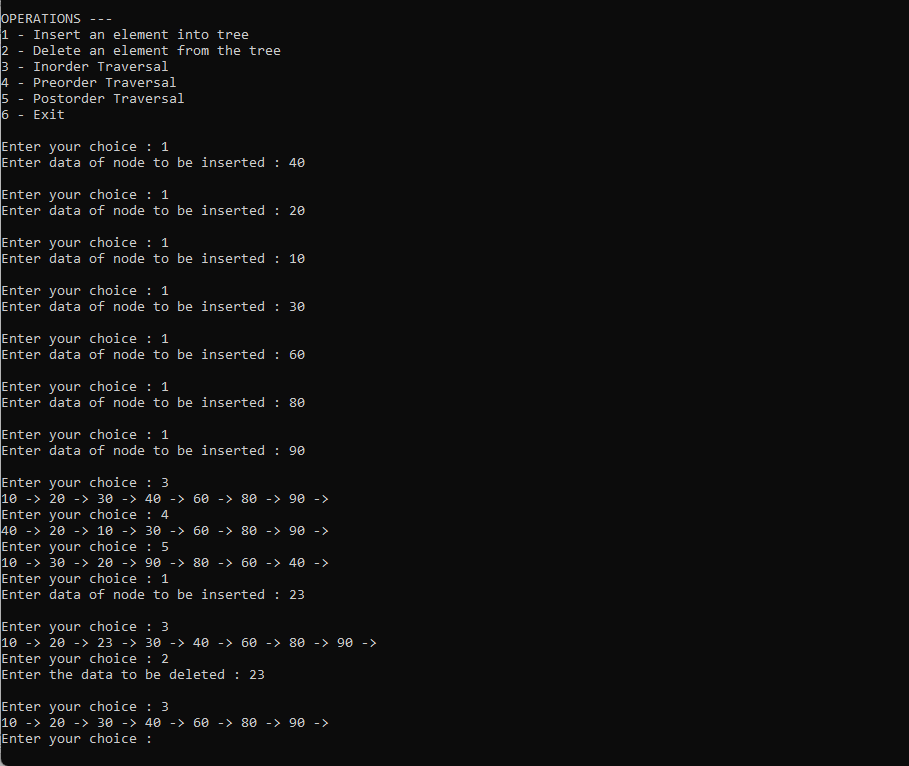 OPERATIONS ---
1 - Insert an element into tree
2 - Delete an element from the tree
3 - Inorder Traversal
4 - Preorder Traversal
5 - Postorder Traversal
6 - Exit
Enter your choice : 1
Enter data of node to be inserted : 40
Enter your choice : 1
Enter data of node to be inserted : 20
Enter your choice : 1
Enter data of node to be inserted : 10
Enter your choice : 1
Enter data of node to be inserted : 30
Enter your choice : 1
Enter data of node to be inserted : 60
Enter your choice : 1
Enter data of node to be inserted : 80
Enter your choice : 1
Enter data of node to be inserted : 90
Enter your choice : 3
10 -> 20 -> 30 -> 40 -> 60 -> 80 -> 90 ->
Enter your choice : 4
40 -> 20 -> 10 -> 30 -> 60 -> 80 -> 90 ->
Enter your choice : 5
10 -> 30 -> 20 -> 90 -> 80 -> 60 -> 40 ->
Enter your choice : 1
Enter data of node to be inserted : 23
Enter your choice : 3
10 -> 20 -> 23 -> 30 -> 40 -> 60 -> 80 -> 90 ->
Enter your choice : 2
Enter the data to be deleted : 23
Enter your choice : 3
10 -> 20 -> 30 -> 40 -> 60 -> 80 -> 90 ->
Enter your choice :